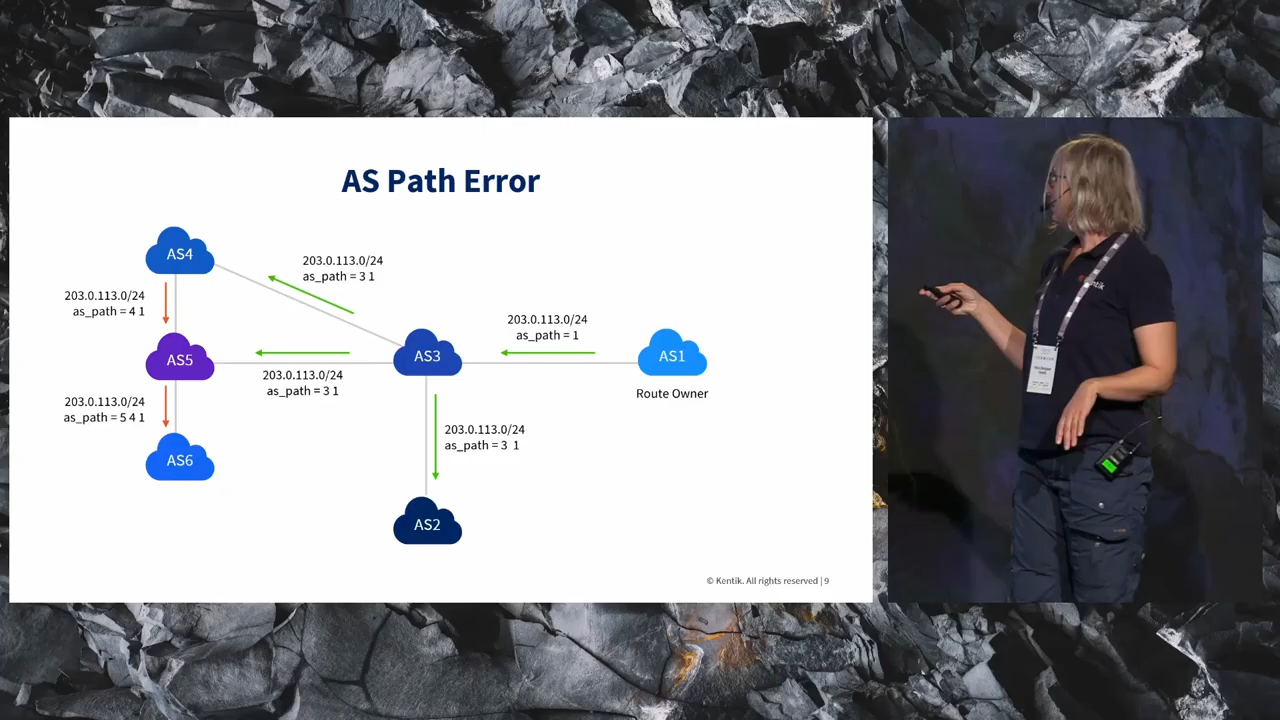 AS Path Error
AS4
203.0.113.0/24
as_path = 3 1
203.0.113.0/24
as_path = 4 1
203.0.113.0/24
as_path = 1
AS5
AS3
AS1
203.0.113.0/24
as_path = 3 1
Route Owner
203.0.113.0/24
as_path = 5 4 1
203.0.113.0/24
as_path = 3 1
AS6
AS2
© Kentik. All rights reserved | 9